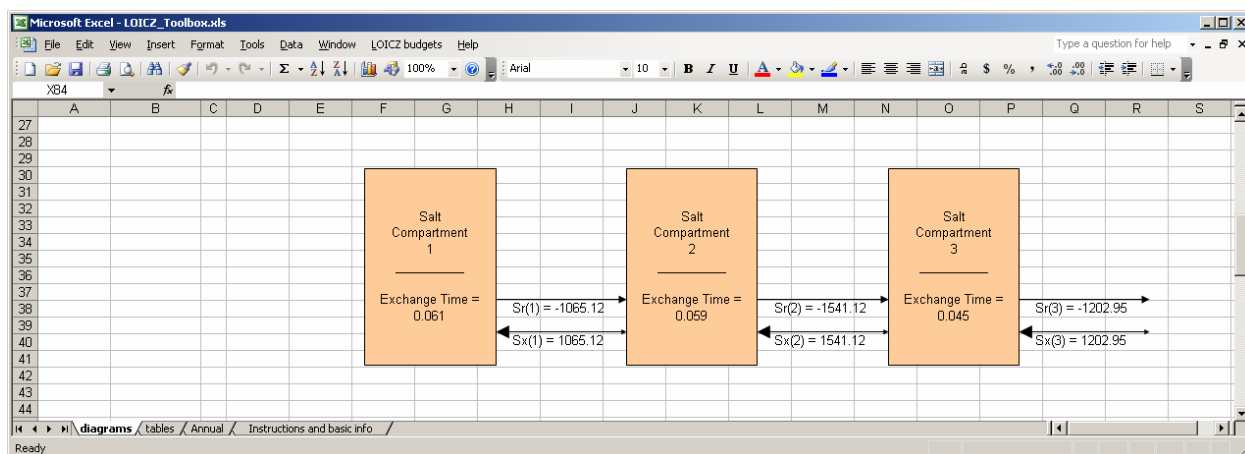 Microsoft Excel - LOICZ_Toolbox.xls
File Edit View Insert Format Tools Data Window LOICZ budgets Help Type a question for help
Σ 100% Arial 10 B I U A $ % ,
X84 fx
A B C D E F G H I J K L M N O P Q R S
27
28
29
30
31
32
33
34
35
36
37
38
39
40
41
42
43
44
Salt
Compartment
1
Exchange Time =
0.061
Sr(1) = -1065.12
Sx(1) = 1065.12
Salt
Compartment
2
Exchange Time =
0.059
Sr(2) = -1541.12
Sx(2) = 1541.12
Salt
Compartment
3
Exchange Time =
0.045
Sr(3) = -1202.95
Sx(3) = 1202.95
diagrams / tables / Annual / Instructions and basic info /
Ready